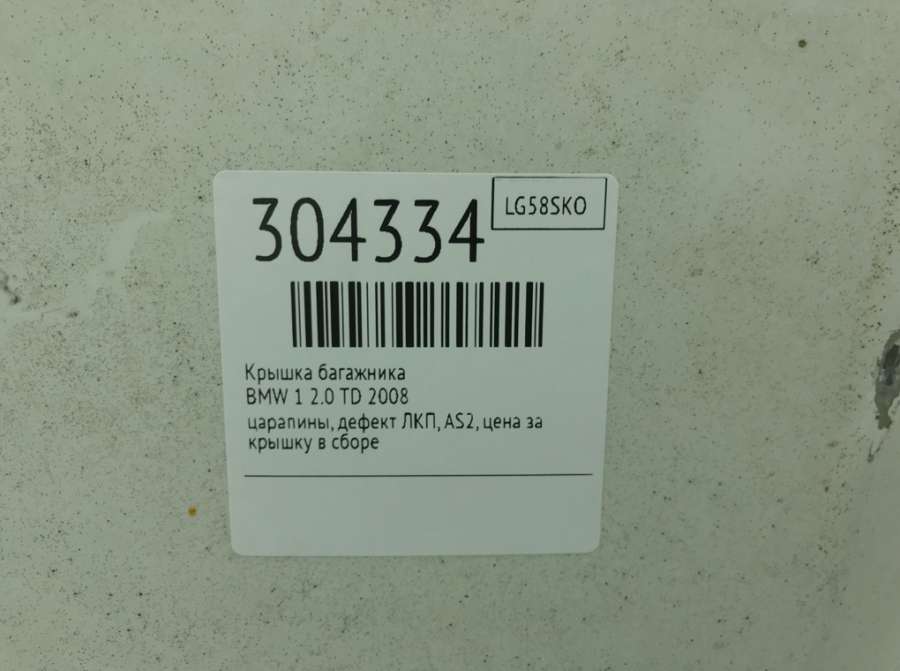 304334
LG58SKO
Крышка багажника
BMW 1 2.0 TD 2008
царапины, дефект ЛКП, AS2, цена за
крышку в сборе